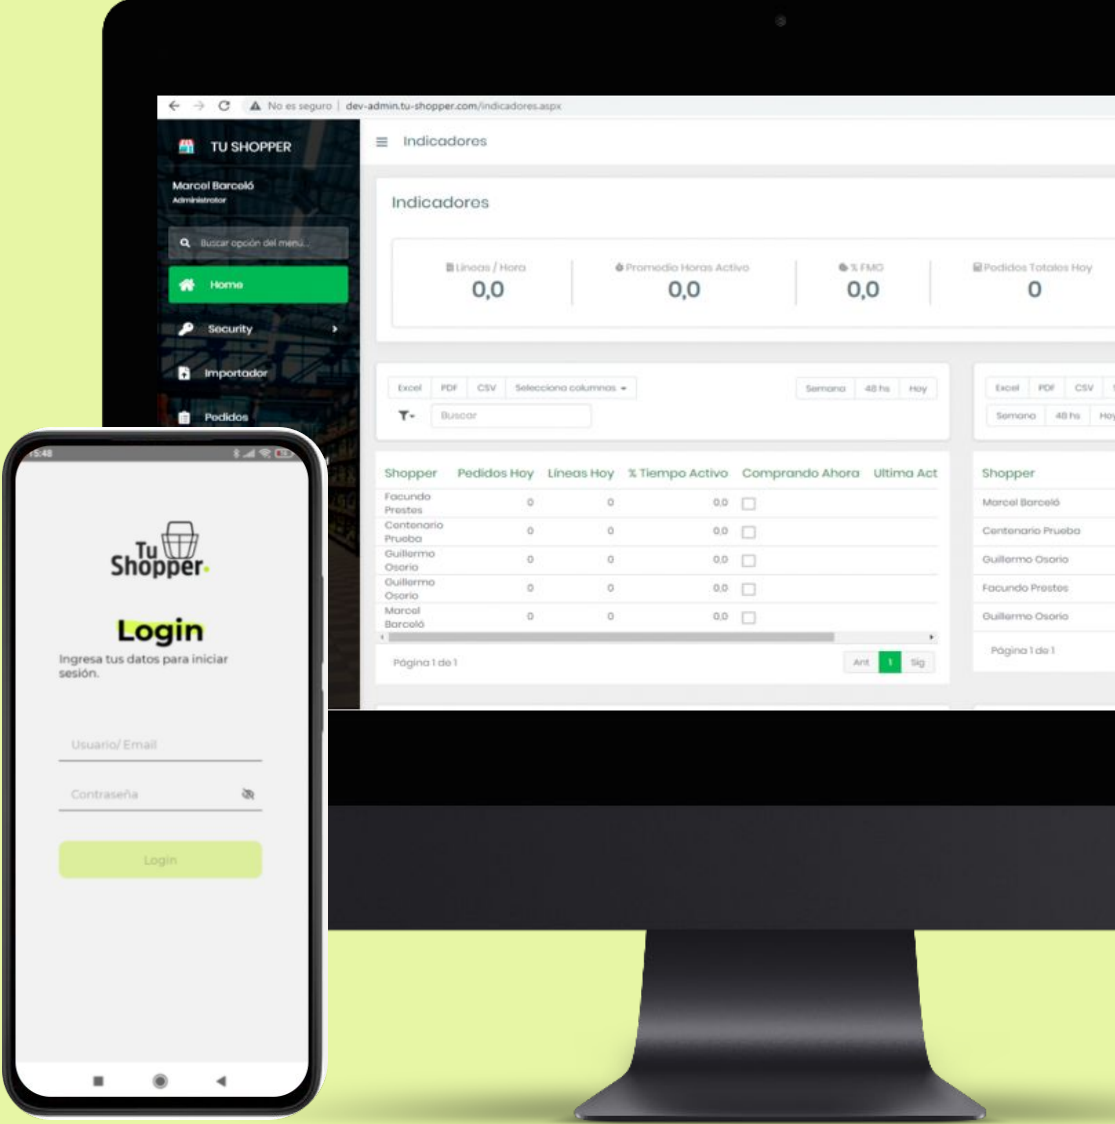 No es seguro | dev-admin.tu-shopper.com/indicadores.aspx
TU SHOPPER
Indicadores
Marcel Barceló
Administrator
Buscar opción del menú...
Home
Security
Importador
Pedidos
Indicadores
Líneas / Hora
0,0
Promedio Horas Activo
0,0
% FMO
0,0
Pedidos Totales Hoy
0
Excel PDF CSV Selecciona columnas
Semana 48 hs Hoy
Buscar
Shopper Pedidos Hoy Líneas Hoy % Tiempo Activo Comprando Ahora Ultima Act
Facundo
Prestes 0 0 0,0
Centenario
Prueba 0 0 0,0
Guillermo
Osorio 0 0 0,0
Guillermo
Osorio 0 0 0,0
Marcel
Barceló 0 0 0,0
Página 1 de 1
Ant 1 Sig
Excel PDF CSV
Semana 48 hs Hoy
Shopper
Marcel Barceló
Centenario Prueba
Guillermo Osorio
Facundo Prestes
Guillermo Osorio
Página 1 de 1
15:48
Tu
Shopper.
Login
Ingresa tus datos para iniciar
sesión.
Usuario/ Email
Contraseña
Login